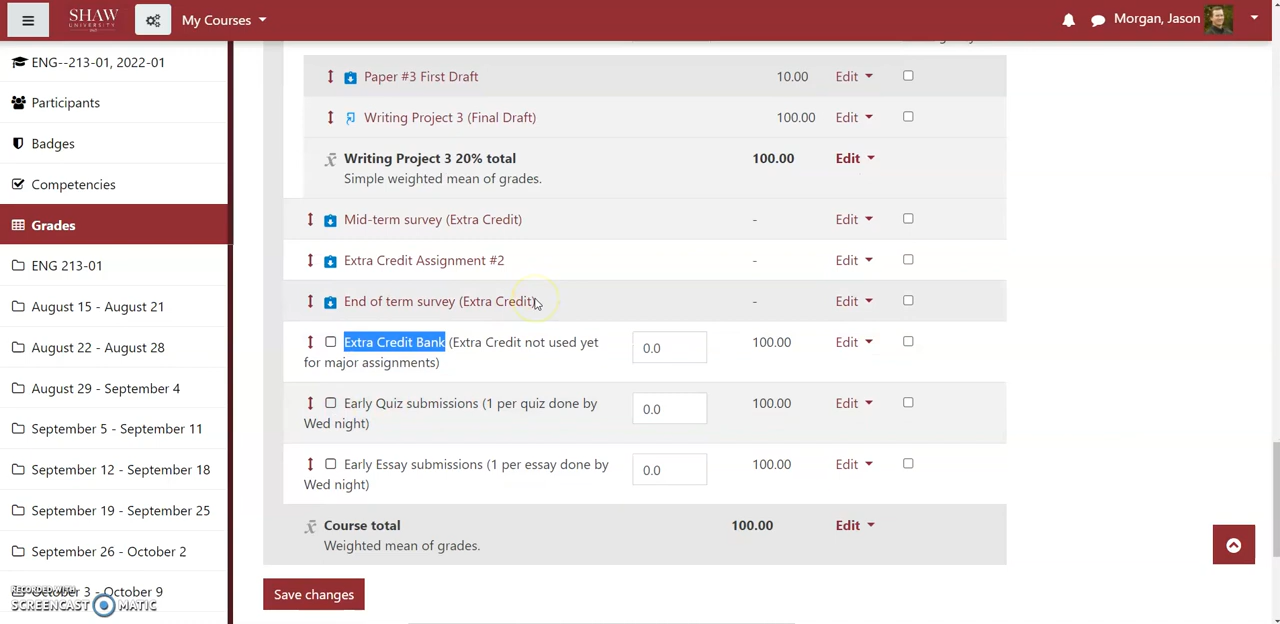 SHAW
UNIVERSITY
My Courses
Morgan, Jason
ENG--213-01, 2022-01
Participants
Badges
Competencies
Grades
ENG 213-01
August 15 - August 21
August 22 - August 28
August 29 - September 4
September 5 - September 11
September 12 - September 18
September 19 - September 25
September 26 - October 2
October 3 - October 9
RECORDED WITH
SCREENCAST MATIC
Paper #3 First Draft 10.00 Edit
Writing Project 3 (Final Draft) 100.00 Edit
Writing Project 3 20% total 100.00 Edit
Simple weighted mean of grades.
Mid-term survey (Extra Credit) - Edit
Extra Credit Assignment #2 - Edit
End of term survey (Extra Credit) - Edit
Extra Credit Bank (Extra Credit not used yet 0.0 100.00 Edit
for major assignments)
Early Quiz submissions (1 per quiz done by 0.0 100.00 Edit
Wed night)
Early Essay submissions (1 per essay done by 0.0 100.00 Edit
Wed night)
Course total 100.00 Edit
Weighted mean of grades.
Save changes